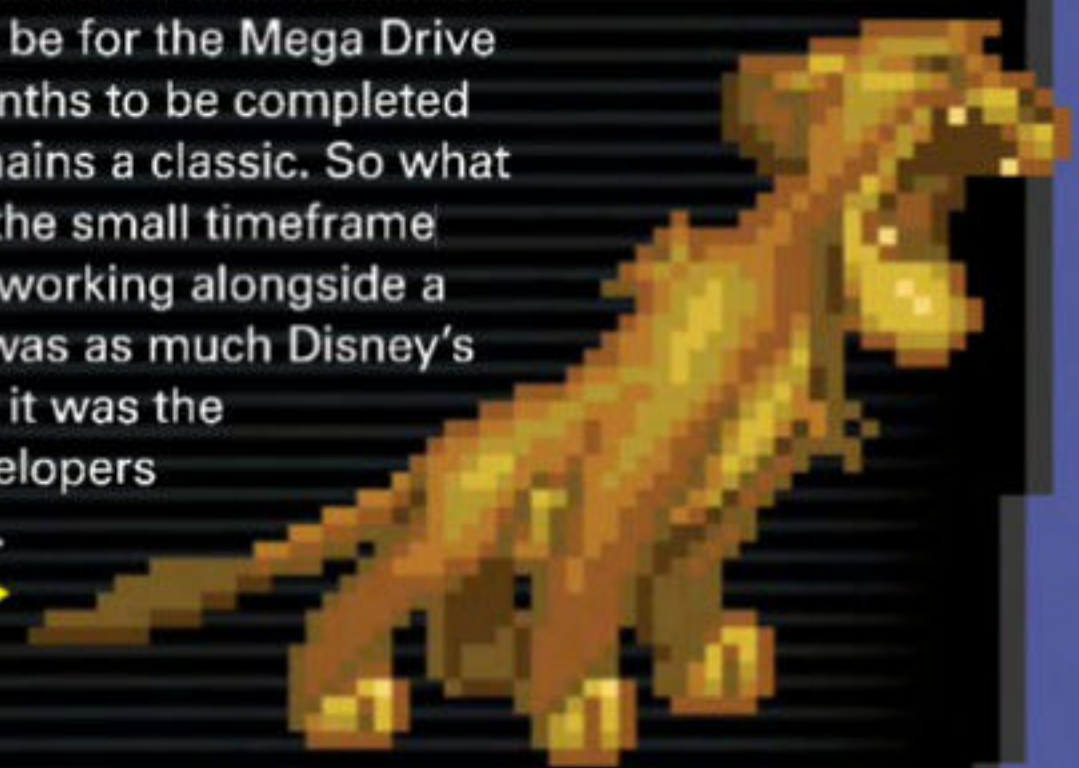 be for the Mega Drive
nths to be completed
ains a classic. So what
the small timeframe
working alongside a
was as much Disney's
it was the
elopers